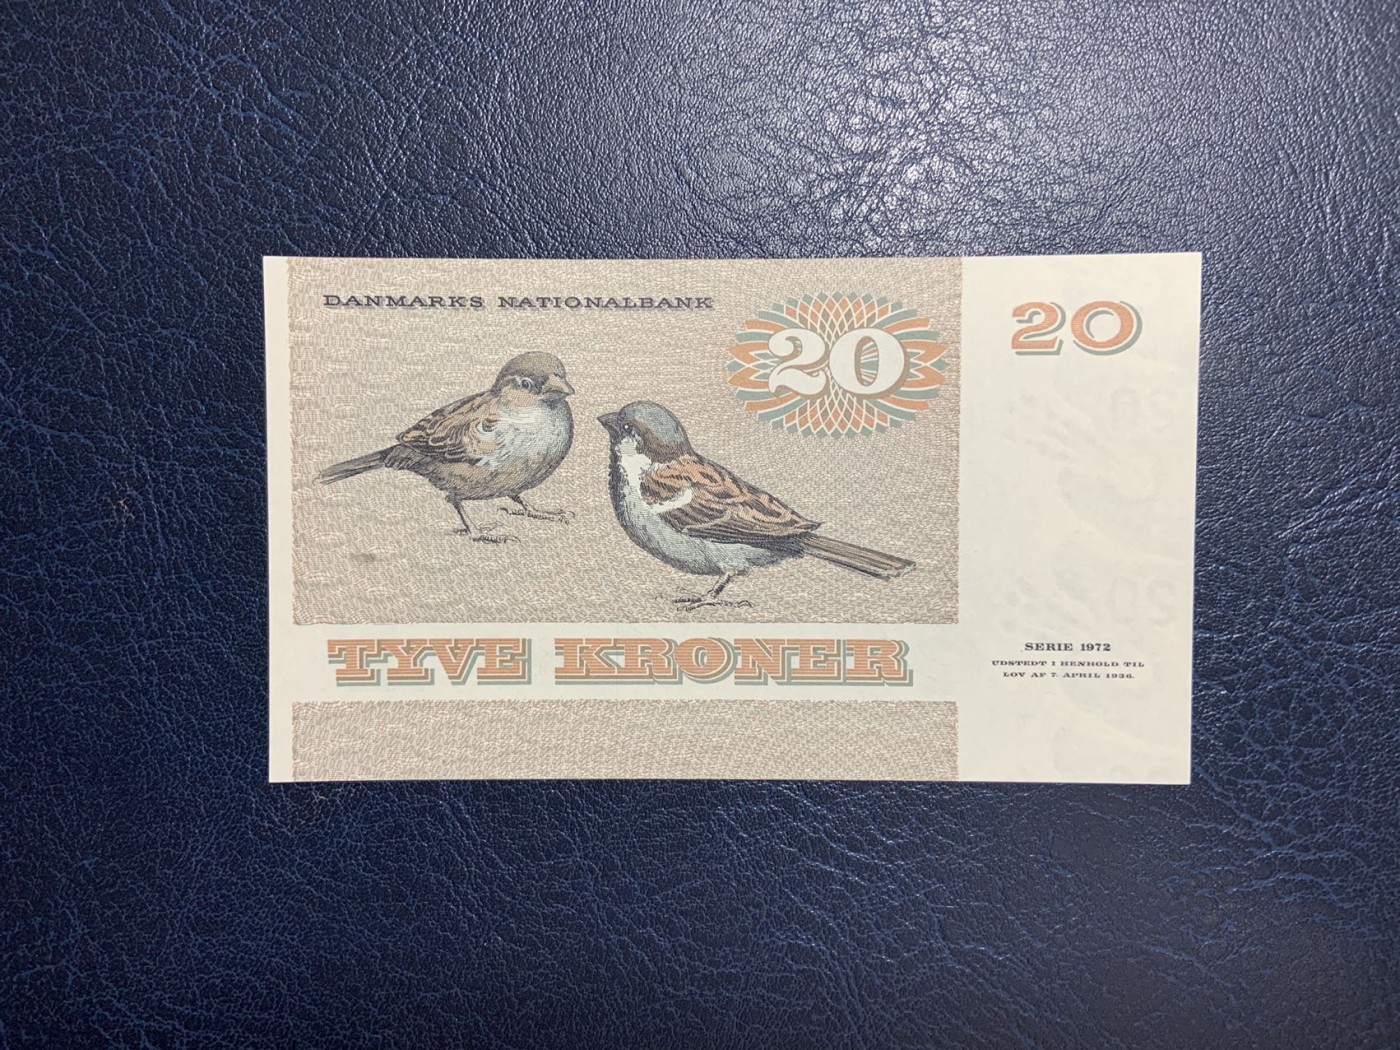 DANMARKS NATIONALBANK
20
20
TYVE KRONER
SERIE 1972
UDSTEDT I HENHOLD TIL
LOV AF 7. APRIL 1936.